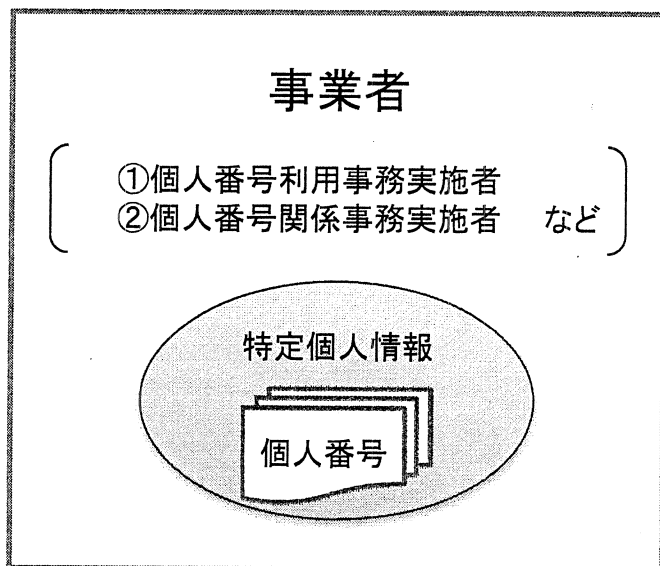 事業者
①個人番号利用事務実施者
②個人番号関係事務実施者 など
特定個人情報
個人番号